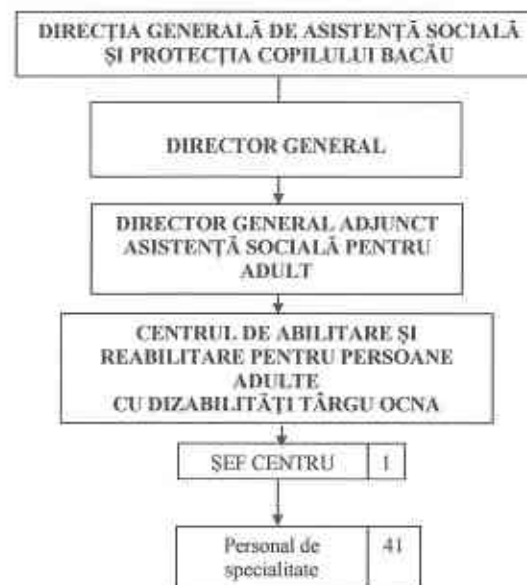 DIRECȚIA GENERALĂ DE ASISTENȚĂ SOCIALĂ
ȘI PROTECȚIA COPILULUI BACĂU
DIRECTOR GENERAL
DIRECTOR GENERAL ADJUNCT
ASISTENȚĂ SOCIALĂ PENTRU
ADULT
CENTRUL DE ABILITARE ȘI
REABILITARE PENTRU PERSOANE
ADULTE
CU DIZABILITĂȚI TÂRGU OCNA
ȘEF CENTRU 1
Personal de 41
specialitate